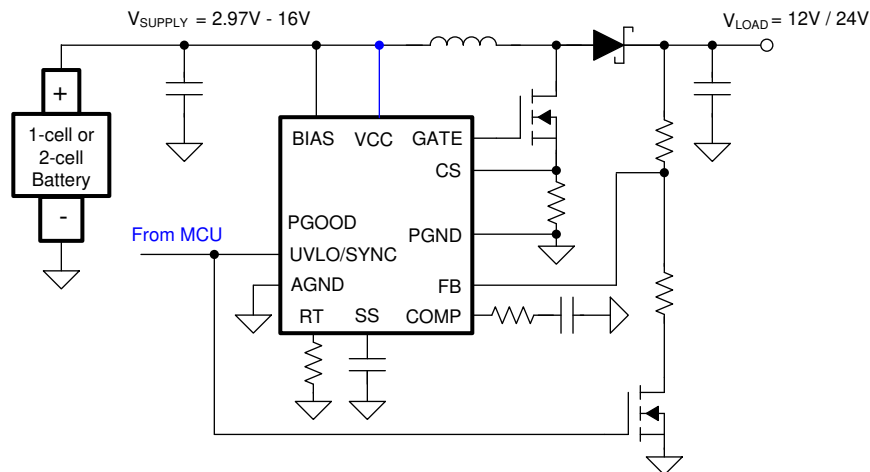 VSUPPLY = 2.97V - 16V
VLOAD = 12V / 24V
+
1-cell or
2-cell
Battery
-
BIAS
VCC
GATE
CS
PGOOD
PGND
From MCU
UVLO/SYNC
AGND
FB
RT
SS
COMP